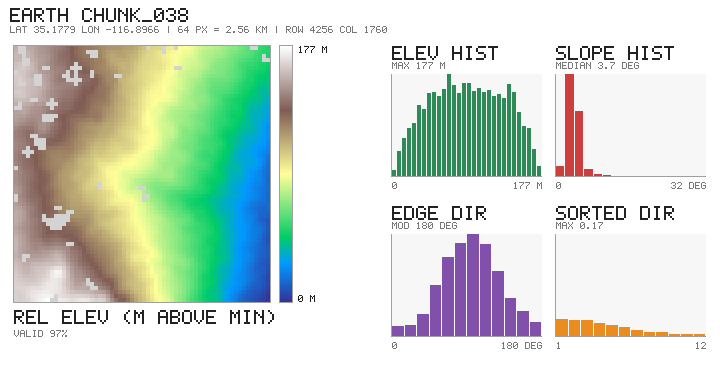 EARTH CHUNK_038
LAT 35.1779 LON -116.8966 | 64 PX = 2.56 KM | ROW 4256 COL 1760
177 M
0 M
REL ELEV (M ABOVE MIN)
VALID 97%
ELEV HIST
MAX 177 M
0 177 M
SLOPE HIST
MEDIAN 3.7 DEG
0 32 DEG
EDGE DIR
MOD 180 DEG
0 180 DEG
SORTED DIR
MAX 0.17
1 12